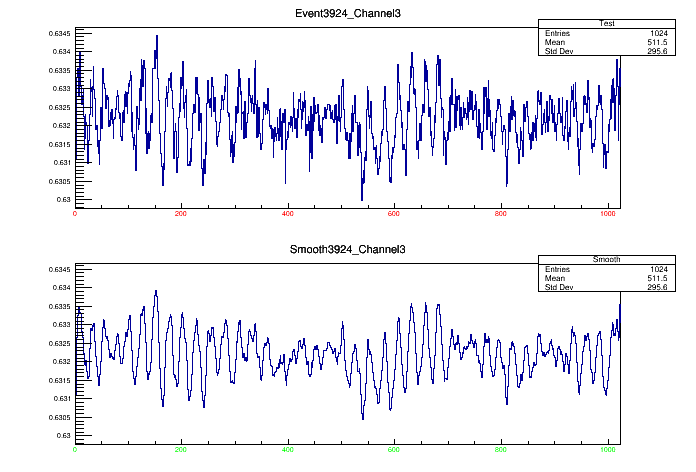 Event3924_Channel3
Test
Entries 1024
Mean 511.5
Std Dev 295.6
0.6345
0.634
0.6335
0.633
0.6325
0.632
0.6315
0.631
0.6305
0.63
0 200 400 600 800 1000
Smooth3924_Channel3
Smooth
Entries 1024
Mean 511.5
Std Dev 295.6
0.6345
0.634
0.6335
0.633
0.6325
0.632
0.6315
0.631
0.6305
0.63
0 200 400 600 800 1000